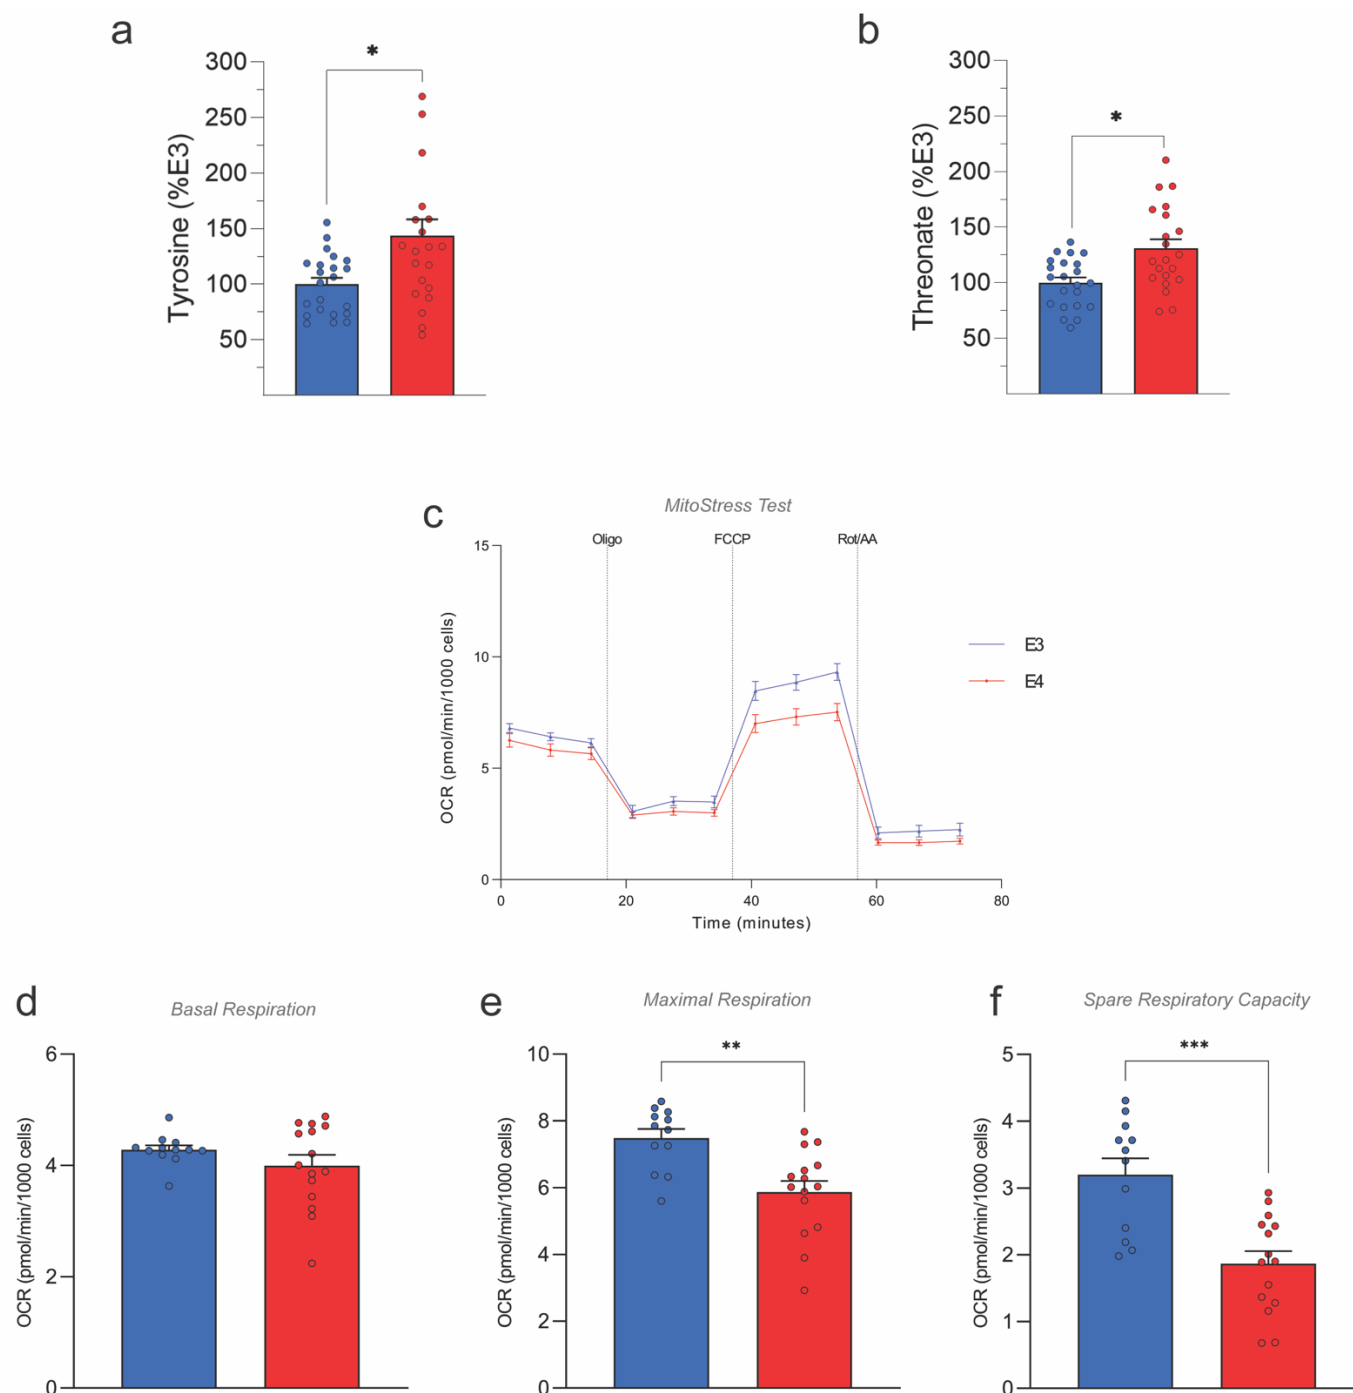 a
*
300
250
200
150
100
50
Tyrosine (%E3)
b
*
300
250
200
150
100
50
Threonate (%E3)
c
MitoStress Test
Oligo
FCCP
Rot/AA
15
10
5
0
OCR (pmol/min/1000 cells)
0
20
40
60
80
Time (minutes)
E3
E4
d
Basal Respiration
6
4
2
0
OCR (pmol/min/1000 cells)
e
Maximal Respiration
**
10
8
6
4
2
0
OCR (pmol/min/1000 cells)
f
Spare Respiratory Capacity
***
5
4
3
2
1
0
OCR (pmol/min/1000 cells)